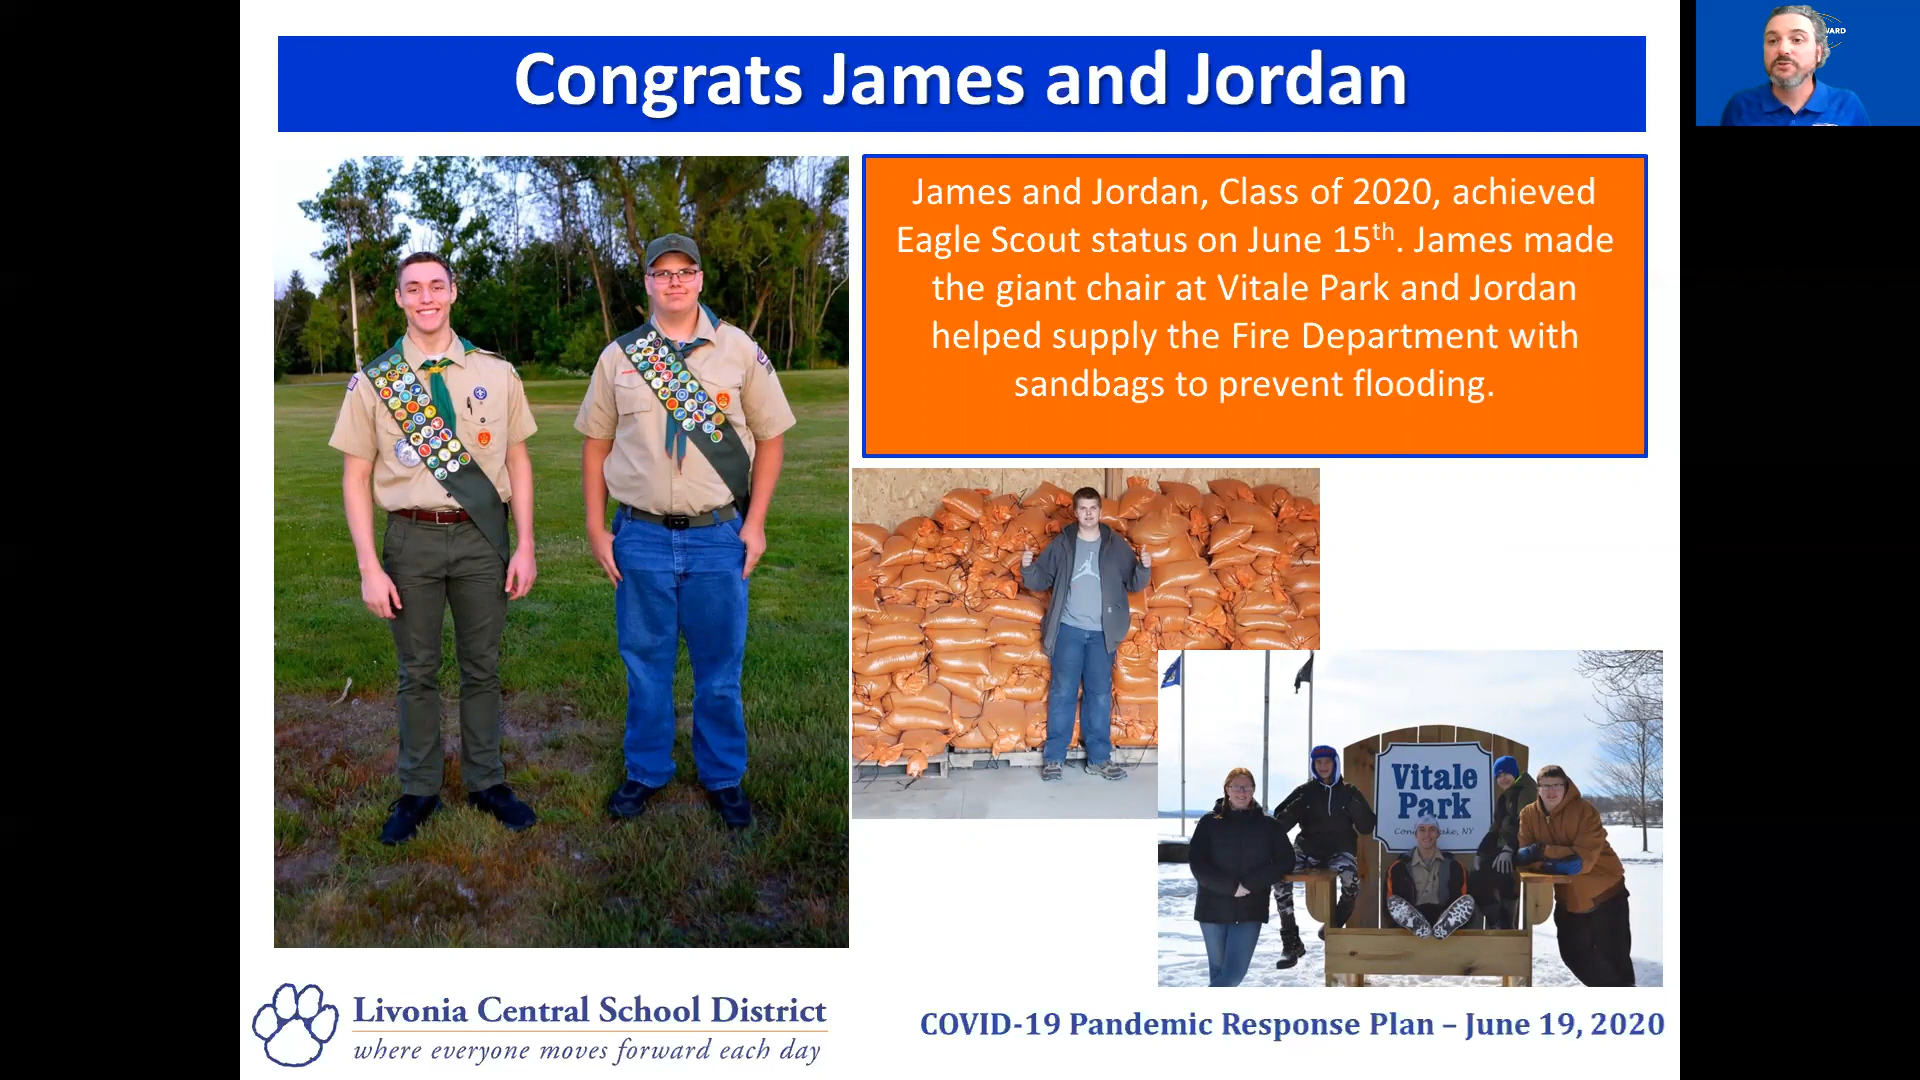 Congrats James and Jordan
WARD
James and Jordan, Class of 2020, achieved
Eagle Scout status on June 15th. James made
the giant chair at Vitale Park and Jordan
helped supply the Fire Department with
sandbags to prevent flooding.
Vitale
Park
NY
Livonia Central School District
where everyone moves forward each day
COVID-19 Pandemic Response Plan – June 19, 2020